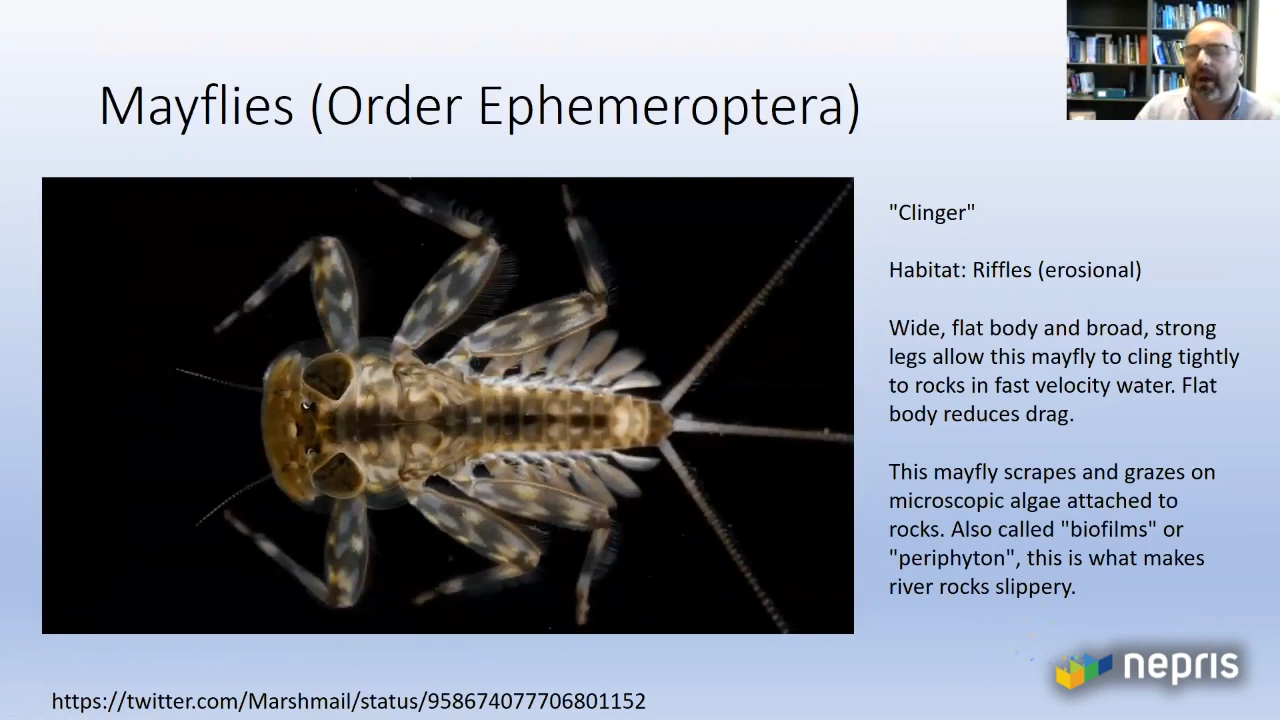 Mayflies (Order Ephemeroptera)
"Clinger"
Habitat: Riffles (erosional)
Wide, flat body and broad, strong
legs allow this mayfly to cling tightly
to rocks in fast velocity water. Flat
body reduces drag.
This mayfly scrapes and grazes on
microscopic algae attached to
rocks. Also called "biofilms" or
"periphyton", this is what makes
river rocks slippery.
nepris
https://twitter.com/Marshmail/status/958674077706801152